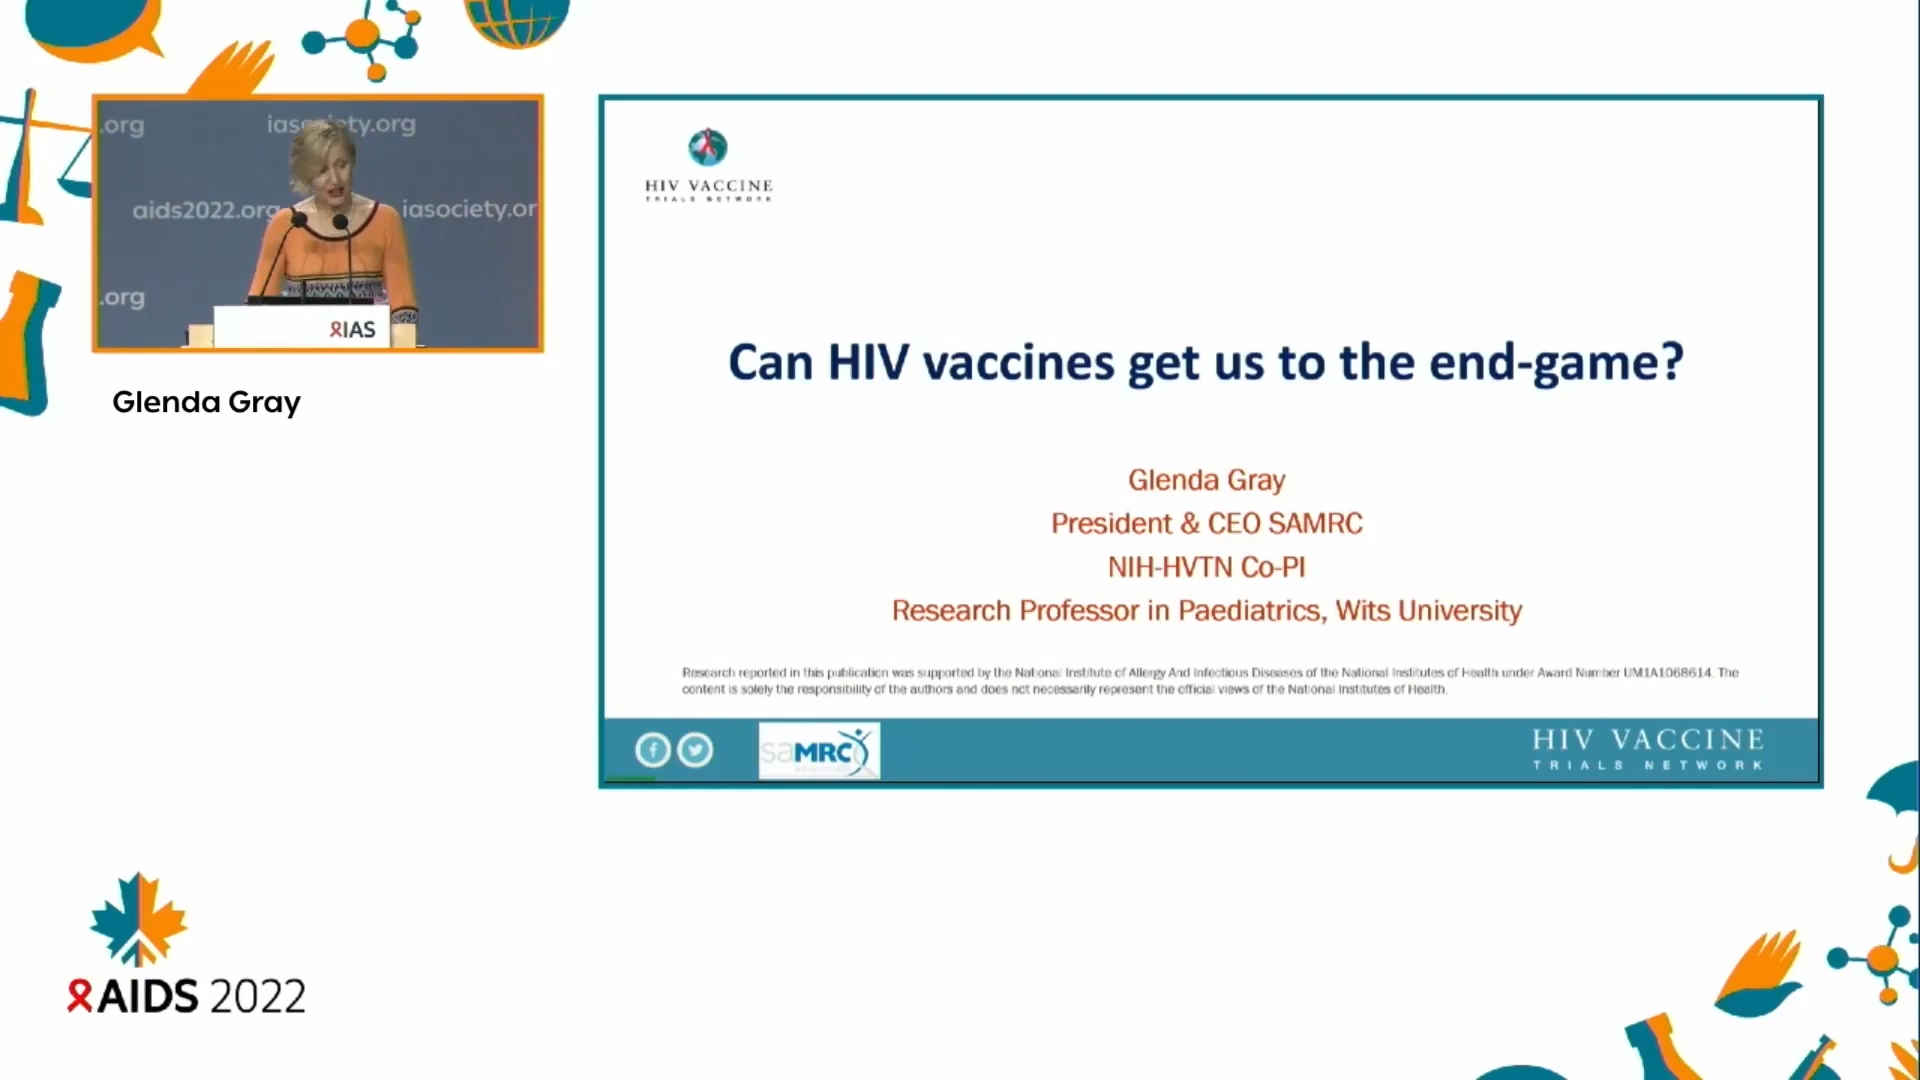 .org
iasociety.org
aids2022.org
iasociety.or
.org
IAS
Glenda Gray
HIV VACCINE
TRIALS NETWORK
Can HIV vaccines get us to the end-game?
Glenda Gray
President & CEO SAMRC
NIH-HVTN Co-PI
Research Professor in Paediatrics, Wits University
Research reported in this publication was supported by the National Institute of Allergy And Infectious Diseases of the National Institutes of Health under Award Number UM1A1068614. The
content is solely the responsibility of the authors and does not necessarily represent the official views of the National Institutes of Health.
saMRC
HIV VACCINE
TRIALS NETWORK
AIDS 2022